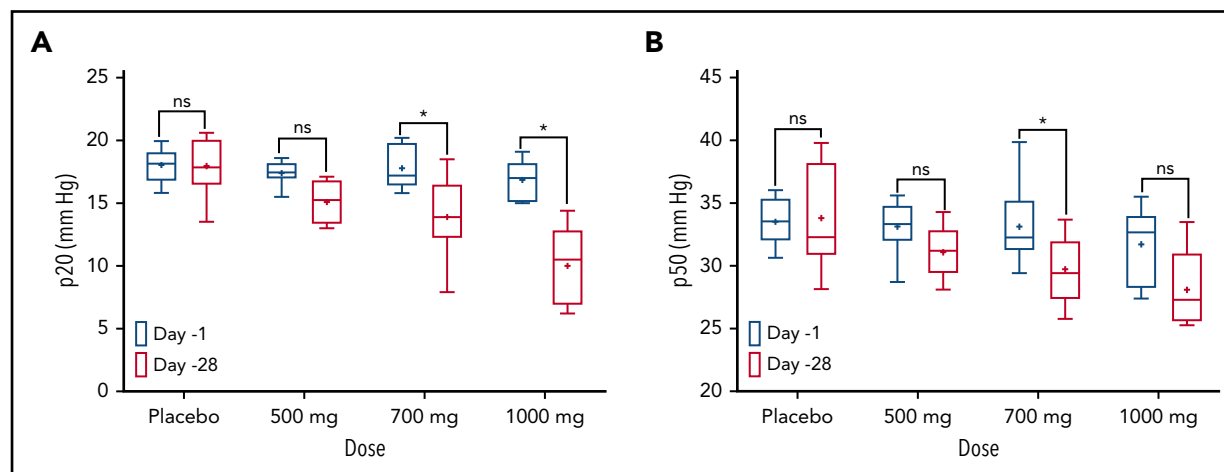 A
25
20
15
10
5
0
p20 (mm Hg)
ns
ns
*
*
Day -1
Day -28
Placebo
500 mg
700 mg
1000 mg
Dose
B
45
40
35
30
25
20
p50 (mm Hg)
ns
ns
*
ns
Day -1
Day -28
Placebo
500 mg
700 mg
1000 mg
Dose